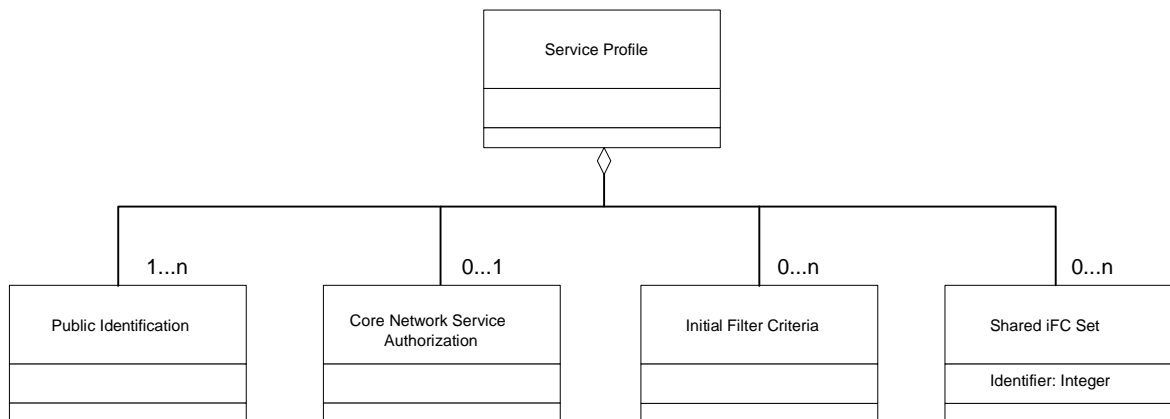 Service Profile
1...n
0...1
0...n
0...n
Public Identification
Core Network Service
Authorization
Initial Filter Criteria
Shared iFC Set
Identifier: Integer